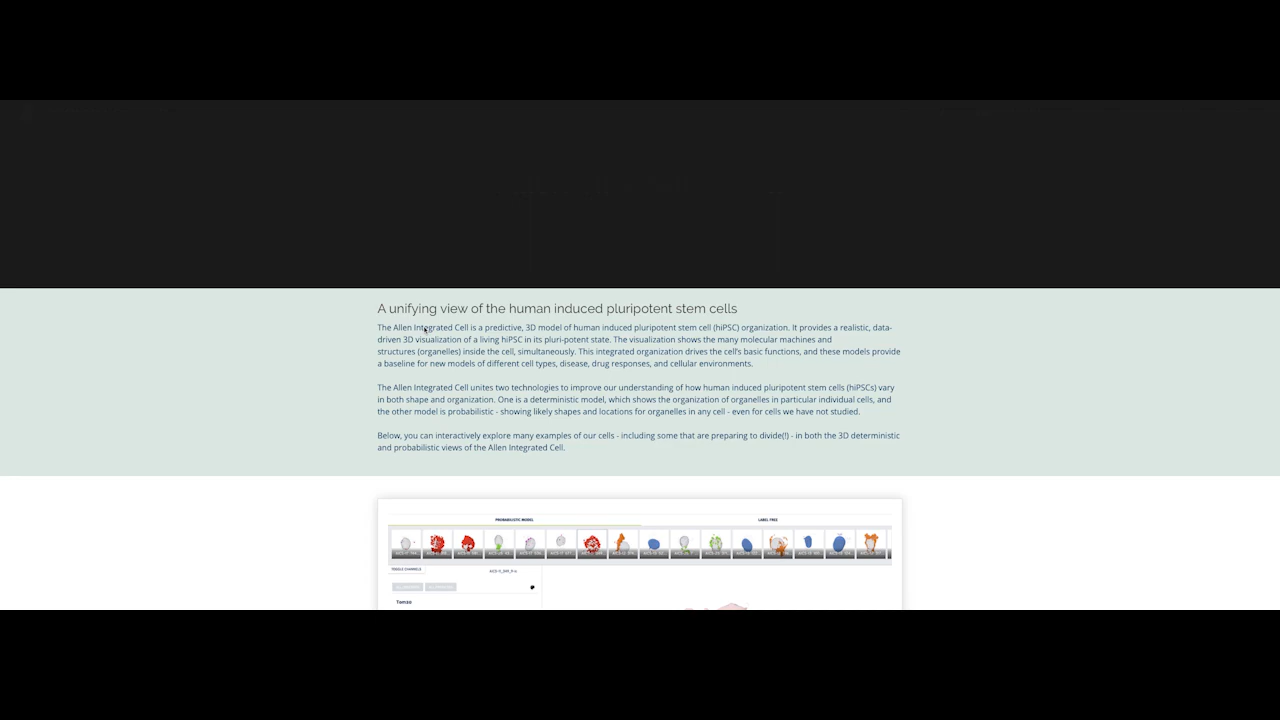 A unifying view of the human induced pluripotent stem cells
The Allen Integrated Cell is a predictive, 3D model of human induced pluripotent stem cell (hiPSC) organization. It provides a realistic, data-
driven 3D visualization of a living hiPSC in its pluri-potent state. The visualization shows the many molecular machines and
structures (organelles) inside the cell, simultaneously. This integrated organization drives the cell's basic functions, and these models provide
a baseline for new models of different cell types, disease, drug responses, and cellular environments.
The Allen Integrated Cell unites two technologies to improve our understanding of how human induced pluripotent stem cells (hiPSCs) vary
in both shape and organization. One is a deterministic model, which shows the organization of organelles in particular individual cells, and
the other model is probabilistic - showing likely shapes and locations for organelles in any cell - even for cells we have not studied.
Below, you can interactively explore many examples of our cells - including some that are preparing to divide(!) - in both the 3D deterministic
and probabilistic views of the Allen Integrated Cell.
PROBABILISTIC MODEL LABEL FREE
TOGGLE CHANNELS